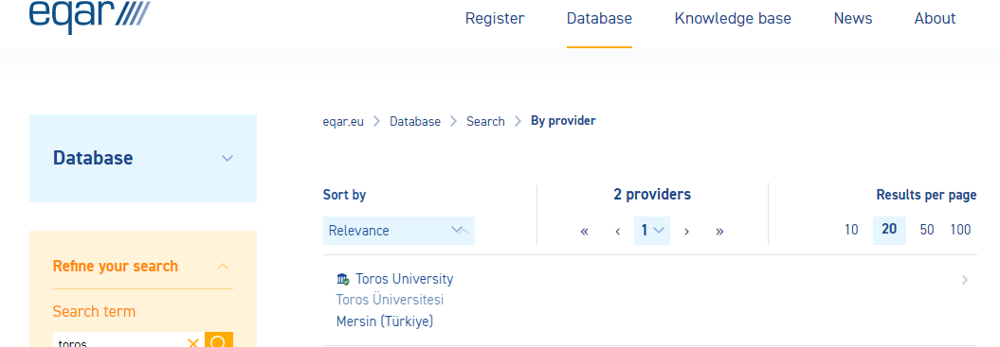 eqar
Register Database Knowledge base News About
Database
eqar.eu Database Search By provider
Sort by
2 providers
Results per page
Relevance
« ‹ 1 › »
10 20 50 100
Refine your search
Search term
toros
Toros University
Toros Üniversitesi
Mersin (Türkiye)